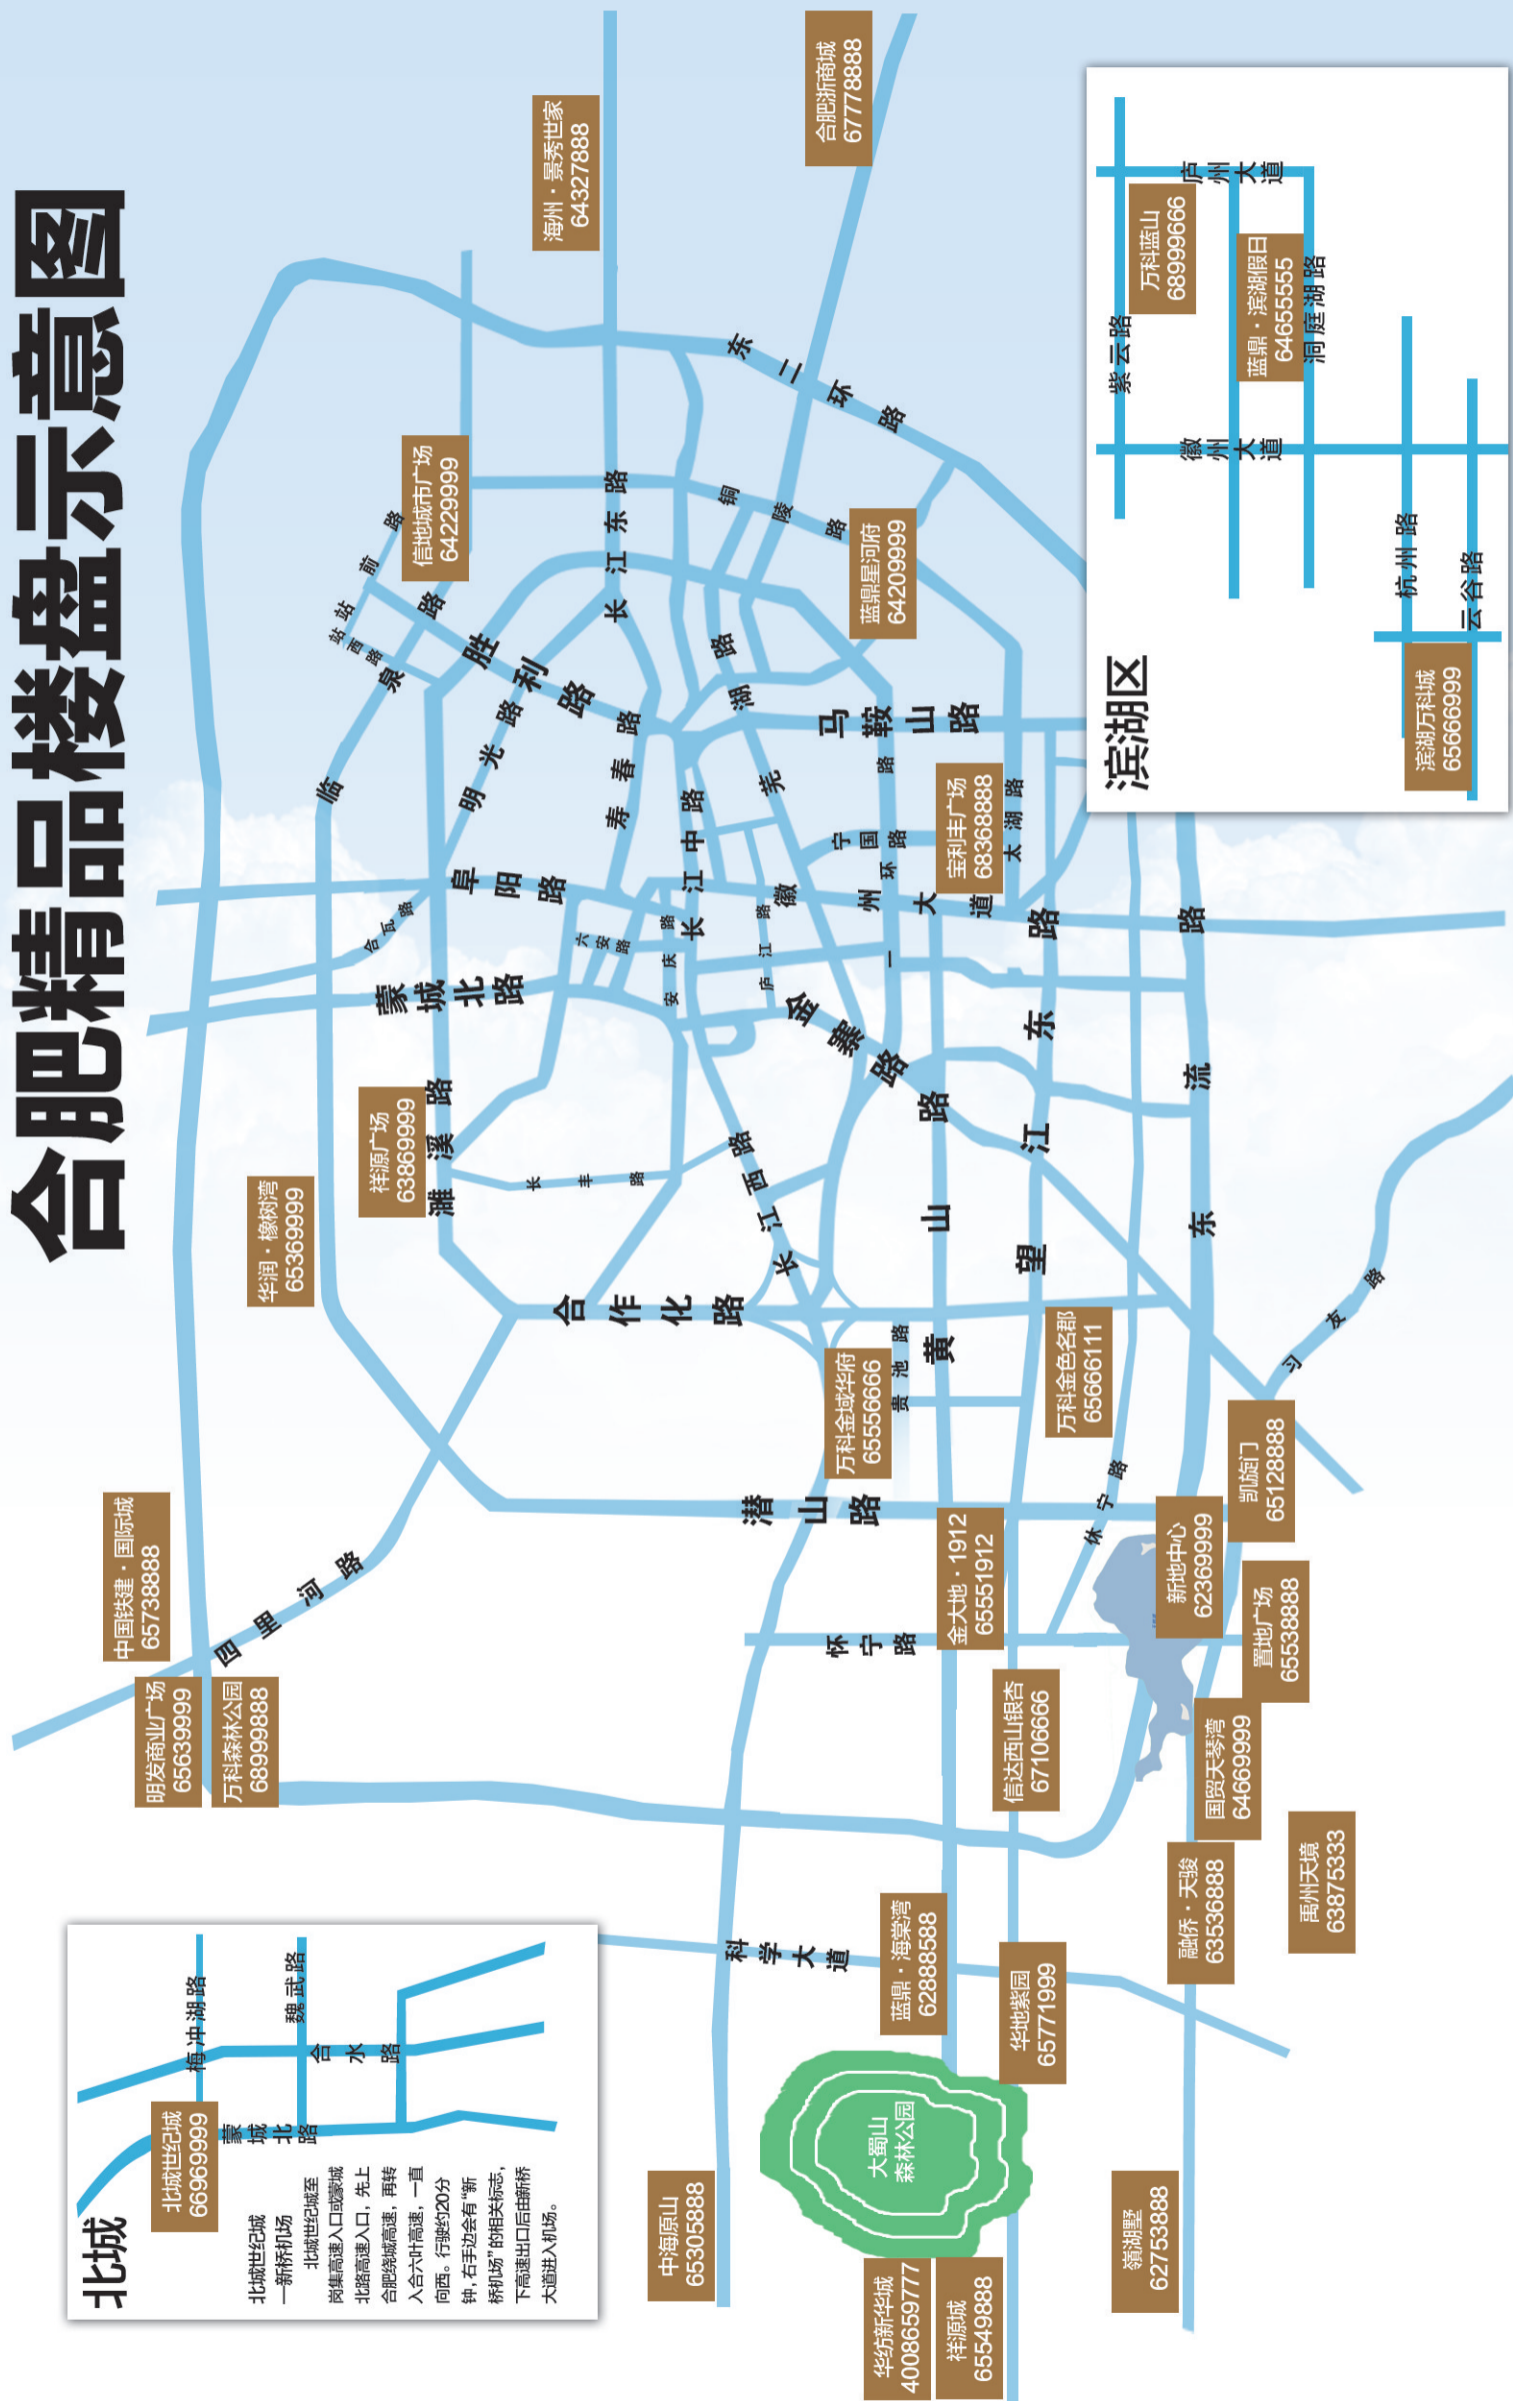 合肥精品楼盘示意图
北城
北城世纪城
66969999
梅冲湖路
魏武路
合水路
蒙城北路
北城世纪城
—新桥机场
北城世纪城至
岗集高速入口或蒙城
北路高速入口，先上
合肥绕城高速，再转
入合六叶高速，一直
向西。行驶约20分
钟，右手边会有“新
桥机场”的相关标志，
下高速出口后由新桥
大道进入机场。
明发商业广场
65639999
万科森林公园
68999888
中国铁建·国际城
65738888
四里河路
华润·橡树湾
65369999
祥源广场
63869999
濉溪路
蒙城北路
合瓦路
阜阳路
临泉路
站西路
站前路
信地城市广场
64229999
胜利路
明光路
寿春路
六安路
安庆路
长丰路
合作化路
长江东路
长江中路
长江西路
海州·景秀世家
64327888
合肥浙商城
67778888
东二环路
铜陵路
芜湖路
蓝鼎星河府
64209999
马鞍山路
庐江路
徽州大道
宁国路
一环路
宝利丰广场
68368888
太湖路
金寨路
黄山路
望江东路
东流路
习友路
贵池路
万科金域华府
65556666
万科金色名郡
65666111
潜山路
休宁路
怀宁路
金大地·1912
65551912
信达西山银杏
67106666
新地中心
62369999
凯旋门
65128888
置地广场
65538888
国贸天琴湾
64669999
融侨·天骏
63536888
禹州天境
63875333
科学大道
蓝鼎·海棠湾
62888588
华地紫园
65771999
大蜀山
森林公园
中海原山
65305888
华纺新华城
4008659777
祥源城
65549888
嶺湖墅
62753888
滨湖区
紫云路
万科蓝山
68999666
庐州大道
蓝鼎·滨湖假日
64655555
洞庭湖路
徽州大道
杭州路
云谷路
滨湖万科城
65666999